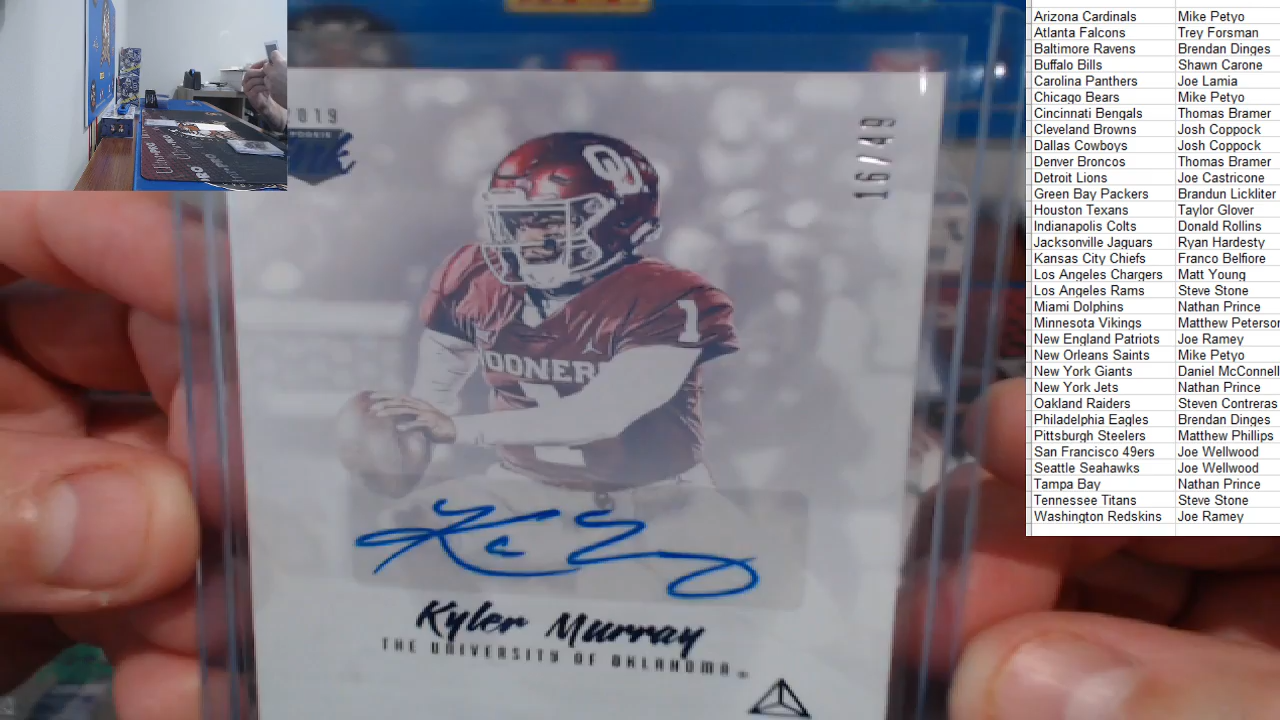 2019
16/49
OU
1
SOONERS
Kyler Murray
THE UNIVERSITY OF OKLAHOMA
Arizona Cardinals Mike Petyo
Atlanta Falcons Trey Forsman
Baltimore Ravens Brendan Dinges
Buffalo Bills Shawn Carone
Carolina Panthers Joe Lamia
Chicago Bears Mike Petyo
Cincinnati Bengals Thomas Bramer
Cleveland Browns Josh Coppock
Dallas Cowboys Josh Coppock
Denver Broncos Thomas Bramer
Detroit Lions Joe Castricone
Green Bay Packers Brandun Lickliter
Houston Texans Taylor Glover
Indianapolis Colts Donald Rollins
Jacksonville Jaguars Ryan Hardesty
Kansas City Chiefs Franco Belfiore
Los Angeles Chargers Matt Young
Los Angeles Rams Steve Stone
Miami Dolphins Nathan Prince
Minnesota Vikings Matthew Peterson
New England Patriots Joe Ramey
New Orleans Saints Mike Petyo
New York Giants Daniel McConnell
New York Jets Nathan Prince
Oakland Raiders Steven Contreras
Philadelphia Eagles Brendan Dinges
Pittsburgh Steelers Matthew Phillips
San Francisco 49ers Joe Wellwood
Seattle Seahawks Joe Wellwood
Tampa Bay Nathan Prince
Tennessee Titans Steve Stone
Washington Redskins Joe Ramey